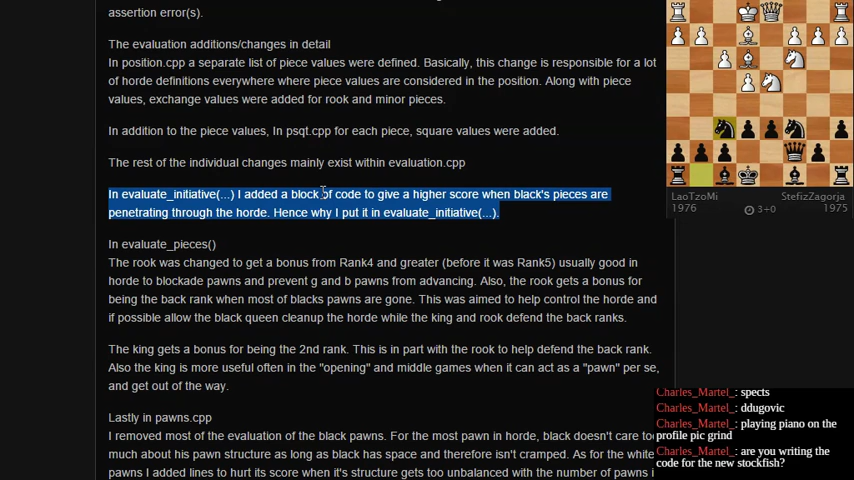 assertion error(s).
The evaluation additions/changes in detail
In position.cpp a separate list of piece values were defined. Basically, this change is responsible for a lot
of horde definitions everywhere where piece values are considered in the position. Along with piece
values, exchange values were added for rook and minor pieces.
In addition to the piece values, In psqt.cpp for each piece, square values were added.
The rest of the individual changes mainly exist within evaluation.cpp
In evaluate_initiative(...) I added a block of code to give a higher score when black's pieces are
penetrating through the horde. Hence why I put it in evaluate_initiative(...).
In evaluate_pieces()
The rook was changed to get a bonus from Rank4 and greater (before it was Rank5) usually good in
horde to blockade pawns and prevent g and b pawns from advancing. Also, the rook gets a bonus for
being the back rank when most of blacks pawns are gone. This was aimed to help control the horde and
if possible allow the black queen cleanup the horde while the king and rook defend the back ranks.
The king gets a bonus for being the 2nd rank. This is in part with the rook to help defend the back rank.
Also the king is more useful often in the "opening" and middle games when it can act as a "pawn" per se,
and get out of the way.
Lastly in pawns.cpp
I removed most of the evaluation of the black pawns. For the most pawn in horde, black doesn't care too
much about his pawn structure as long as black has space and therefore isn't cramped. As for the white
pawns I added lines to hurt its score when it's structure gets too unbalanced with the number of pawns i
LaoTzoMi StefizZagorja
1976 3+0 1975
Charles_Martel_: spects
Charles_Martel_: ddugovic
Charles_Martel_: playing piano on the
profile pic grind
Charles_Martel_: are you writing the
code for the new stockfish?